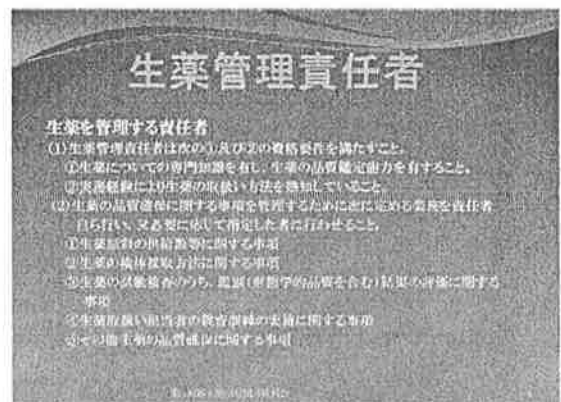 生薬管理責任者
生薬を管理する責任者
(1)生薬管理責任者は次の①及び②の資格要件を満たすこと。
①生薬についての専門知識を有し、生薬の品質鑑定能力を有すること。
②実務経験により生薬の取扱い方法を熟知していること。
(2)生薬の品質確保に関する事項を管理するために次に定める業務を責任者
自ら行い、又必要に応じて指定した者に行わせること。
①生薬原料の供給源等に関する事項
②生薬の検体採取方法に関する事項
③生薬の試験検査のうち、鑑別(形態学的品質を含む)結果の評価に関する
事項
④生薬取扱い担当者の教育訓練の実施に関する事項
⑤その他生薬の品質確保に関する事項